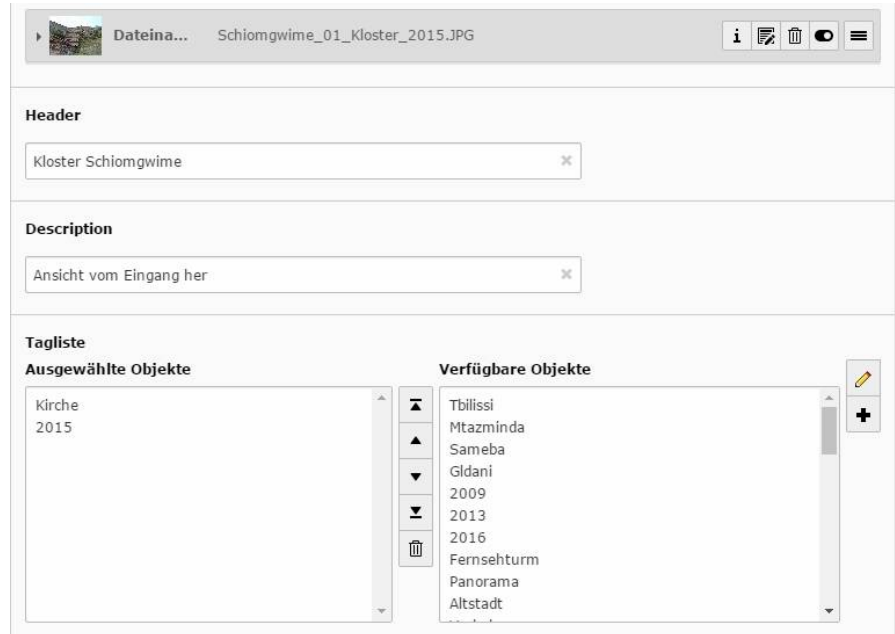 Dateina... Schiomgwime_01_Kloster_2015.JPG
Header
Kloster Schiomgwime
Description
Ansicht vom Eingang her
Tagliste
Ausgewählte Objekte
Kirche
2015
Verfügbare Objekte
Tbilissi
Mtazminda
Sameba
Gldani
2009
2013
2016
Fernsehturm
Panorama
Altstadt